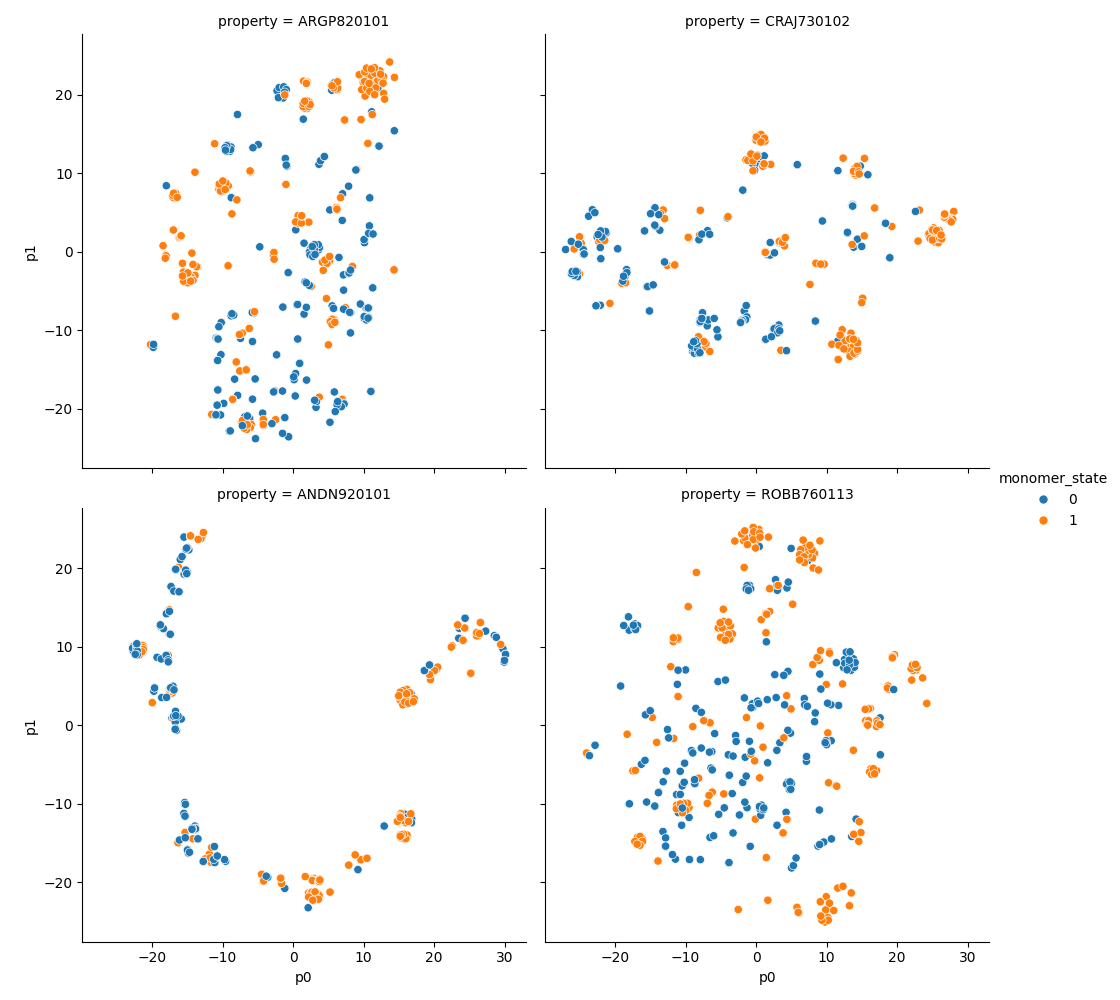 property = ARGP820101
property = CRAJ730102
20
10
0
−10
−20
p1
property = ANDN920101
property = ROBB760113
monomer_state
0
1
20
10
0
−10
−20
p1
−20 −10 0 10 20 30
−20 −10 0 10 20 30
p0
p0